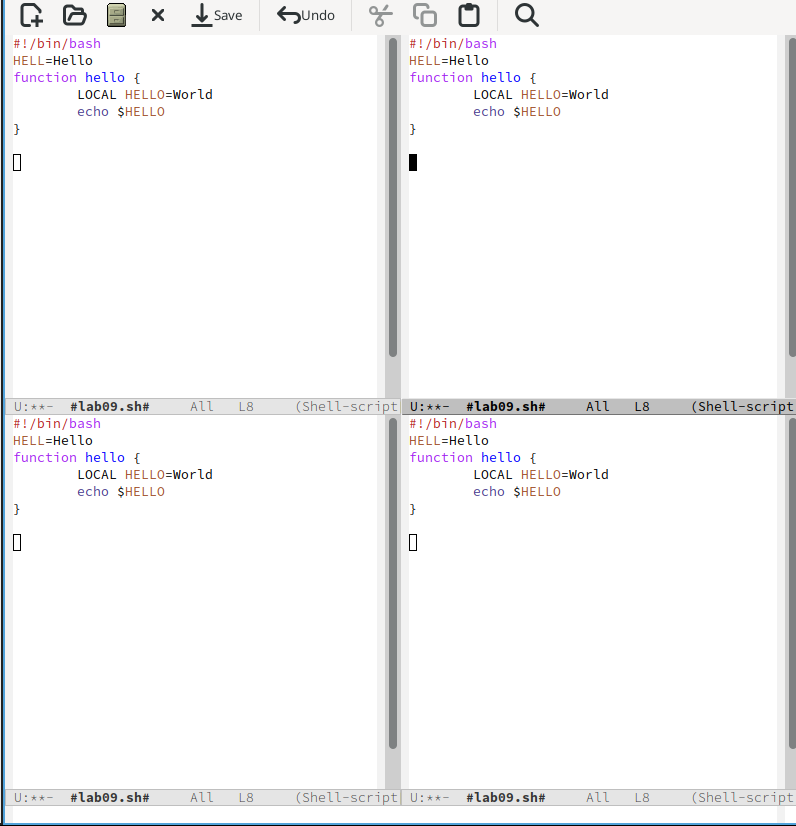 Save Undo
#!/bin/bash
HELL=Hello
function hello {
LOCAL HELLO=World
echo $HELLO
}
U:**- #lab09.sh# All L8 (Shell-script
#!/bin/bash
HELL=Hello
function hello {
LOCAL HELLO=World
echo $HELLO
}
U:**- #lab09.sh# All L8 (Shell-script
#!/bin/bash
HELL=Hello
function hello {
LOCAL HELLO=World
echo $HELLO
}
U:**- #lab09.sh# All L8 (Shell-script
#!/bin/bash
HELL=Hello
function hello {
LOCAL HELLO=World
echo $HELLO
}
U:**- #lab09.sh# All L8 (Shell-script